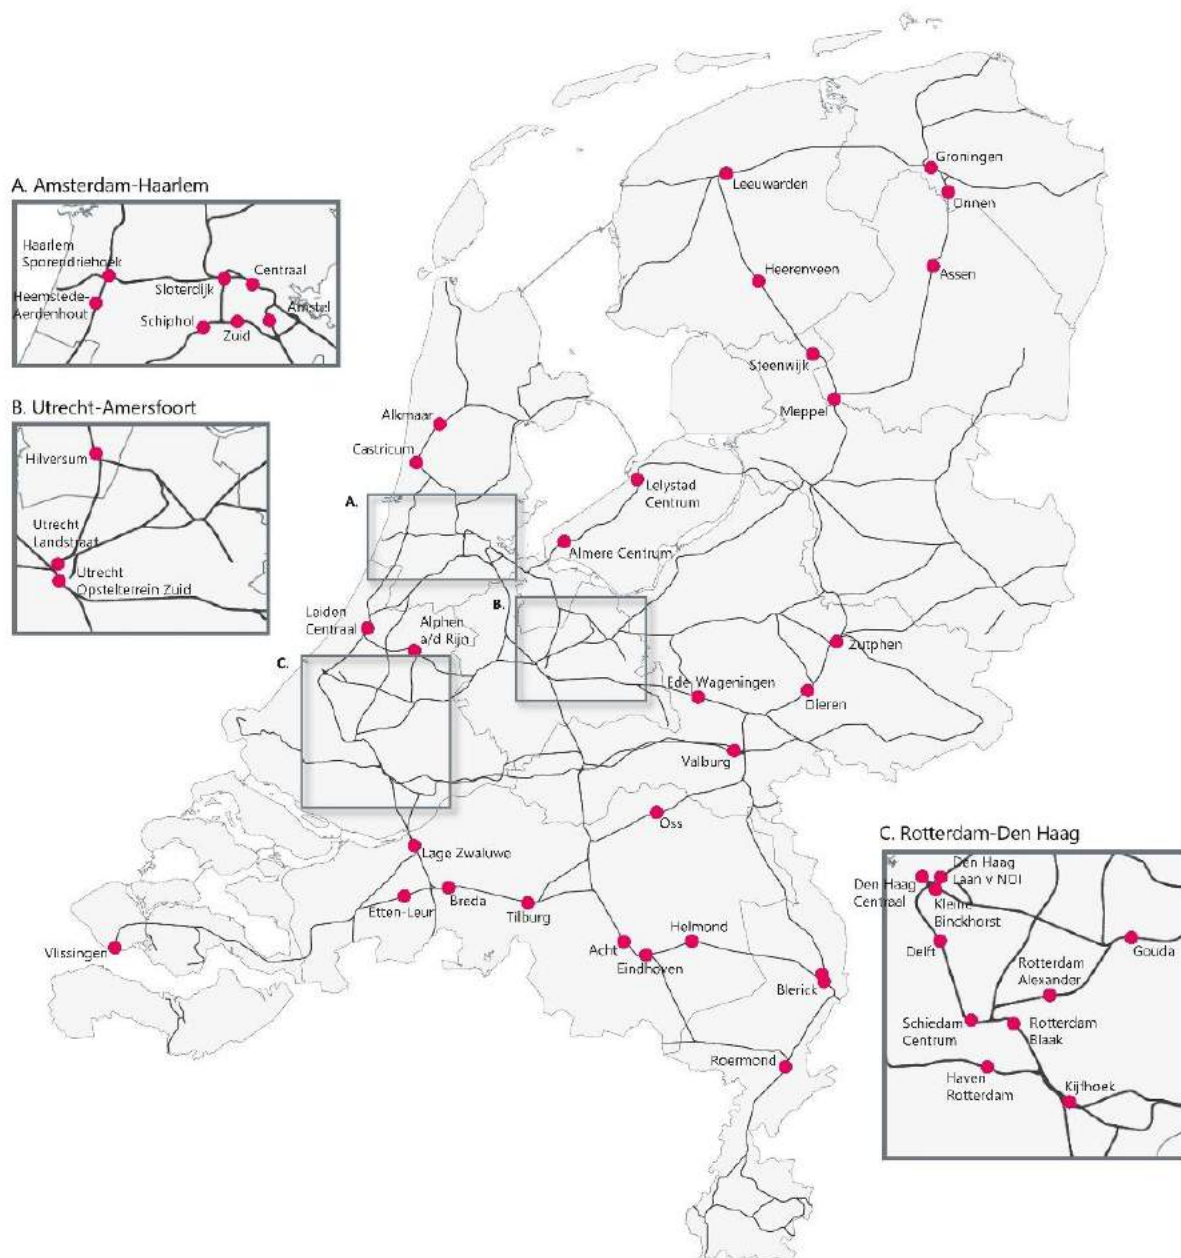 A. Amsterdam-Haarlem
Haarlem
Sporendriehoek
Centraal
Sloterdijk
Heemstede-
Aerdenhout
Amstel
Schiphol
Zuid
B. Utrecht-Amersfoort
Hilversum
Utrecht
Landstraat
Utrecht
Opstelterrein Zuid
Groningen
Leeuwarden
Onnen
Heerenveen
Assen
Steenwijk
Meppel
Alkmaar
Castricum
Lelystad
Centrum
A.
Almere Centrum
B.
Leiden
Centraal
Alphen
a/d Rijn
C.
Zutphen
Ede-Wageningen
Dieren
Valburg
Oss
Lage Zwaluwe
Etten-Leur
Breda
Tilburg
Vlissingen
Acht
Helmond
Eindhoven
Blerick
Roermond
C. Rotterdam-Den Haag
Den Haag
Laan v NOI
Den Haag
Centraal
Kleine
Binckhorst
Delft
Gouda
Rotterdam
Alexander
Schiedam
Centrum
Rotterdam
Blaak
Haven
Rotterdam
Kijfhoek